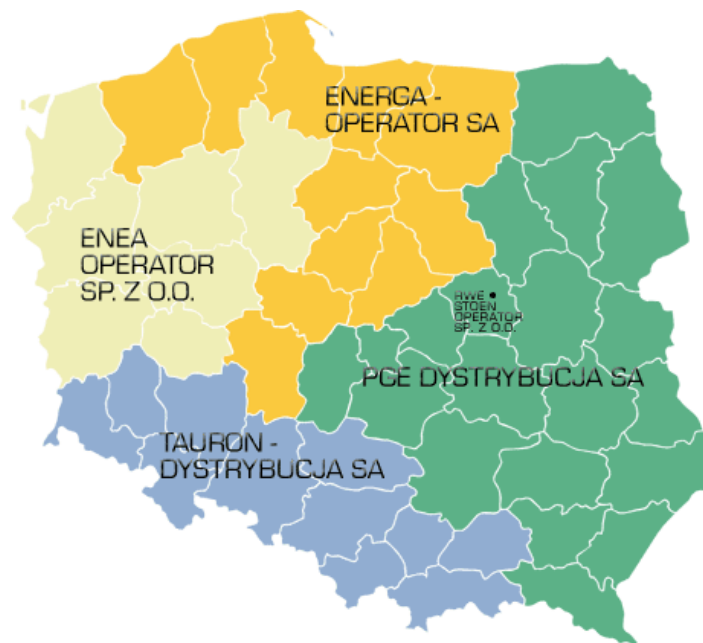 ENERGA -
OPERATOR SA
ENEA
OPERATOR
SP. Z O.O.
RWE
STOEN
OPERATOR
SP. Z O.O.
PGE DYSTRYBUCJA SA
TAURON -
DYSTRYBUCJA SA